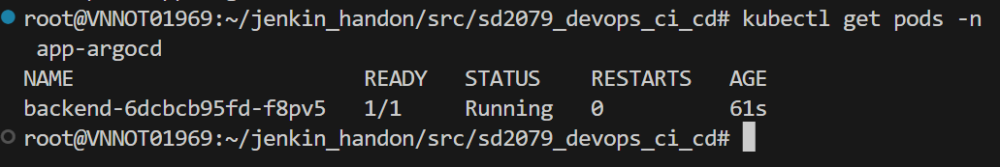 root@VNNOT01969:~/jenkin_handon/src/sd2079_devops_ci_cd# kubectl get pods -n
app-argocd
NAME READY STATUS RESTARTS AGE
backend-6dcbcb95fd-f8pv5 1/1 Running 0 61s
root@VNNOT01969:~/jenkin_handon/src/sd2079_devops_ci_cd#